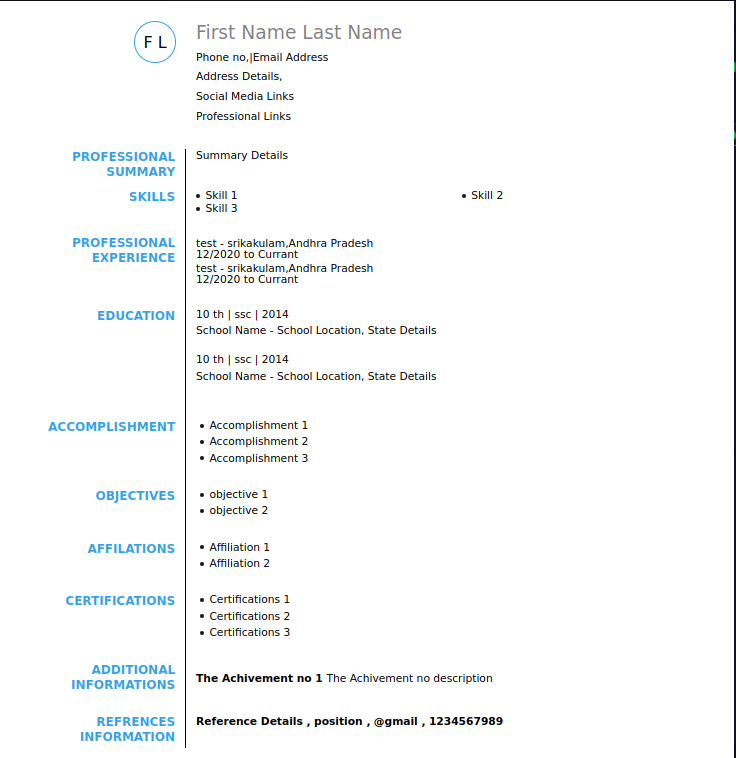 F L
First Name Last Name
Phone no,|Email Address
Address Details,
Social Media Links
Professional Links
PROFESSIONAL
SUMMARY
Summary Details
SKILLS
• Skill 1
• Skill 2
• Skill 3
PROFESSIONAL
EXPERIENCE
test - srikakulam,Andhra Pradesh
12/2020 to Currant
test - srikakulam,Andhra Pradesh
12/2020 to Currant
EDUCATION
10 th | ssc | 2014
School Name - School Location, State Details
10 th | ssc | 2014
School Name - School Location, State Details
ACCOMPLISHMENT
• Accomplishment 1
• Accomplishment 2
• Accomplishment 3
OBJECTIVES
• objective 1
• objective 2
AFFILATIONS
• Affiliation 1
• Affiliation 2
CERTIFICATIONS
• Certifications 1
• Certifications 2
• Certifications 3
ADDITIONAL
INFORMATIONS
The Achivement no 1 The Achivement no description
REFRENCES
INFORMATION
Reference Details , position , @gmail , 1234567989